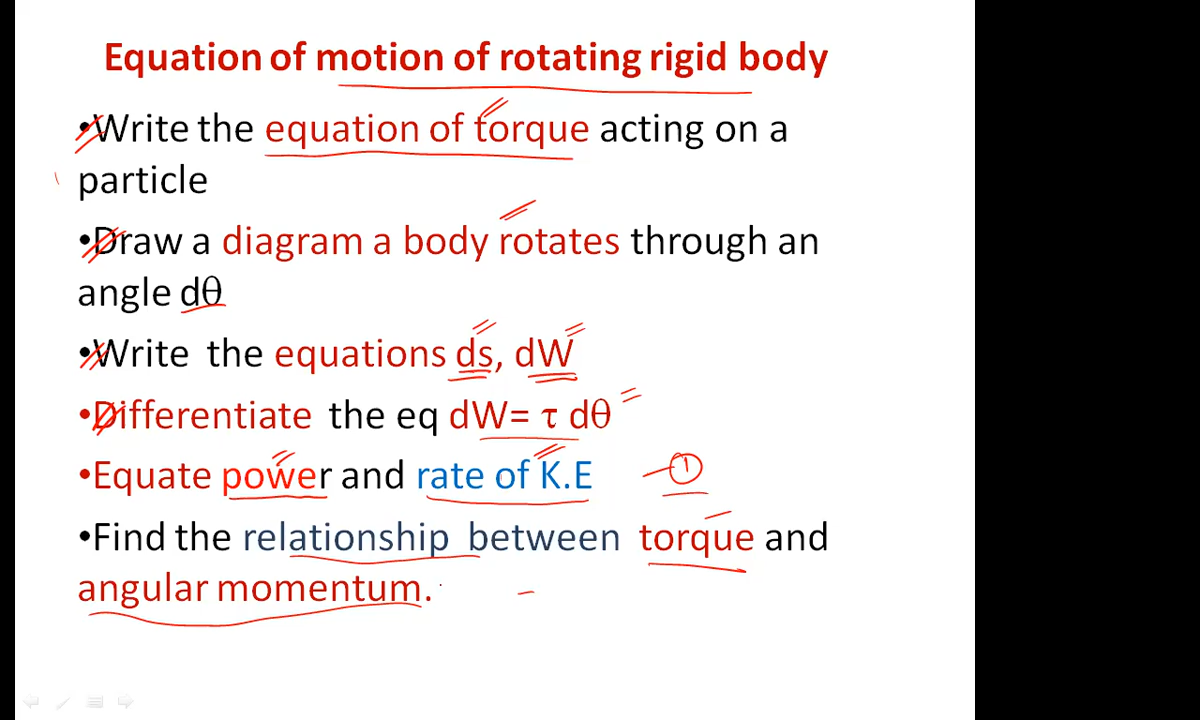 Equation of motion of rotating rigid body
•Write the equation of torque acting on a
particle
•Draw a diagram a body rotates through an
angle dθ
•Write the equations ds, dW
•Differentiate the eq dW= τ dθ
•Equate power and rate of K.E
1
•Find the relationship between torque and
angular momentum.